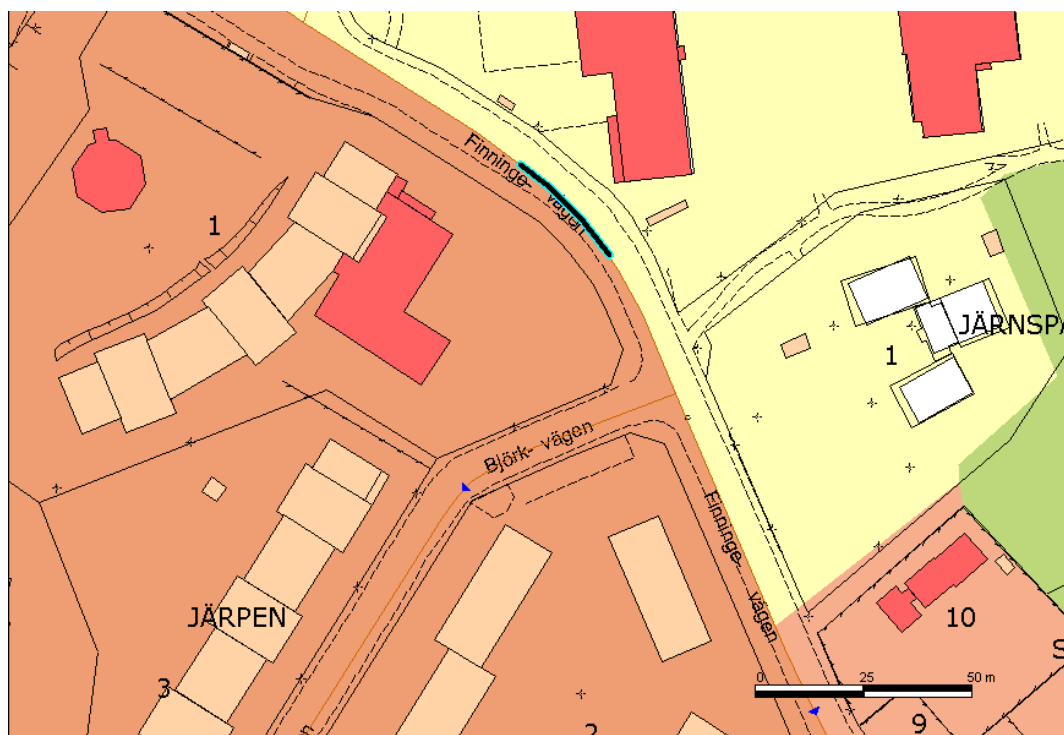 Finninge-
vägen
1
JÄRNSPA
1
Björk- vägen
Finninge-
vägen
JÄRPEN
10
S
3
0 25 50 m
9
2